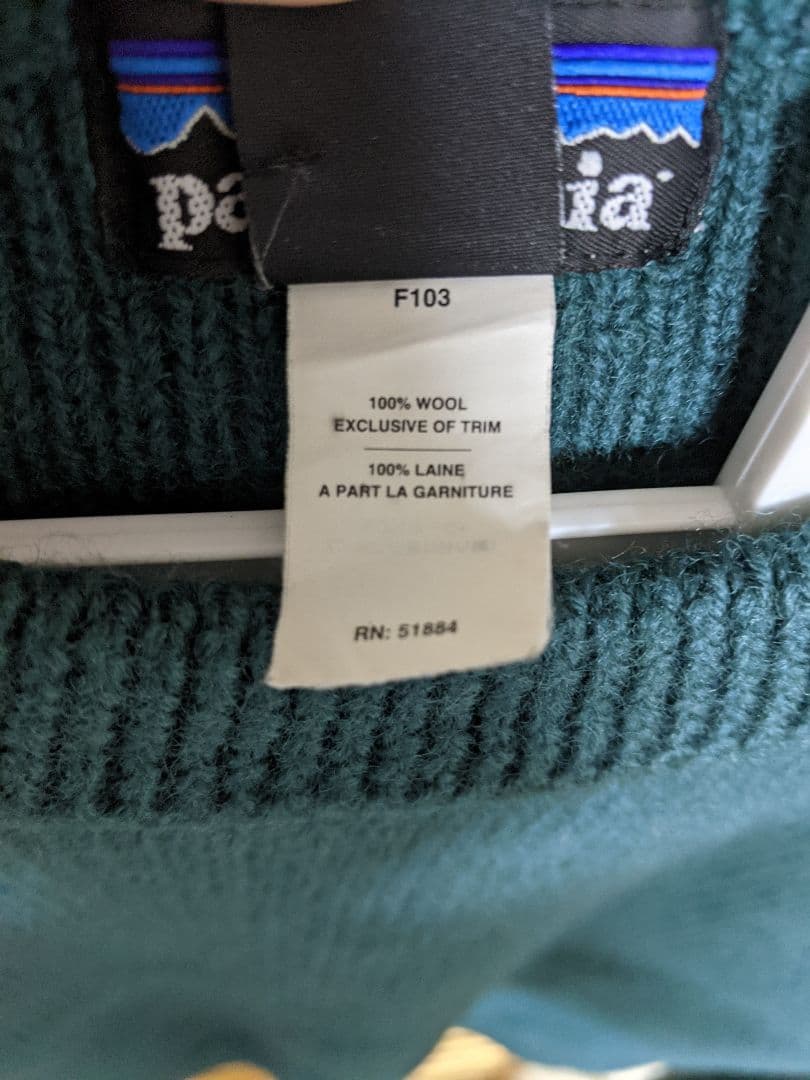 pa ia
F103
100% WOOL
EXCLUSIVE OF TRIM
100% LAINE
A PART LA GARNITURE
RN: 51884